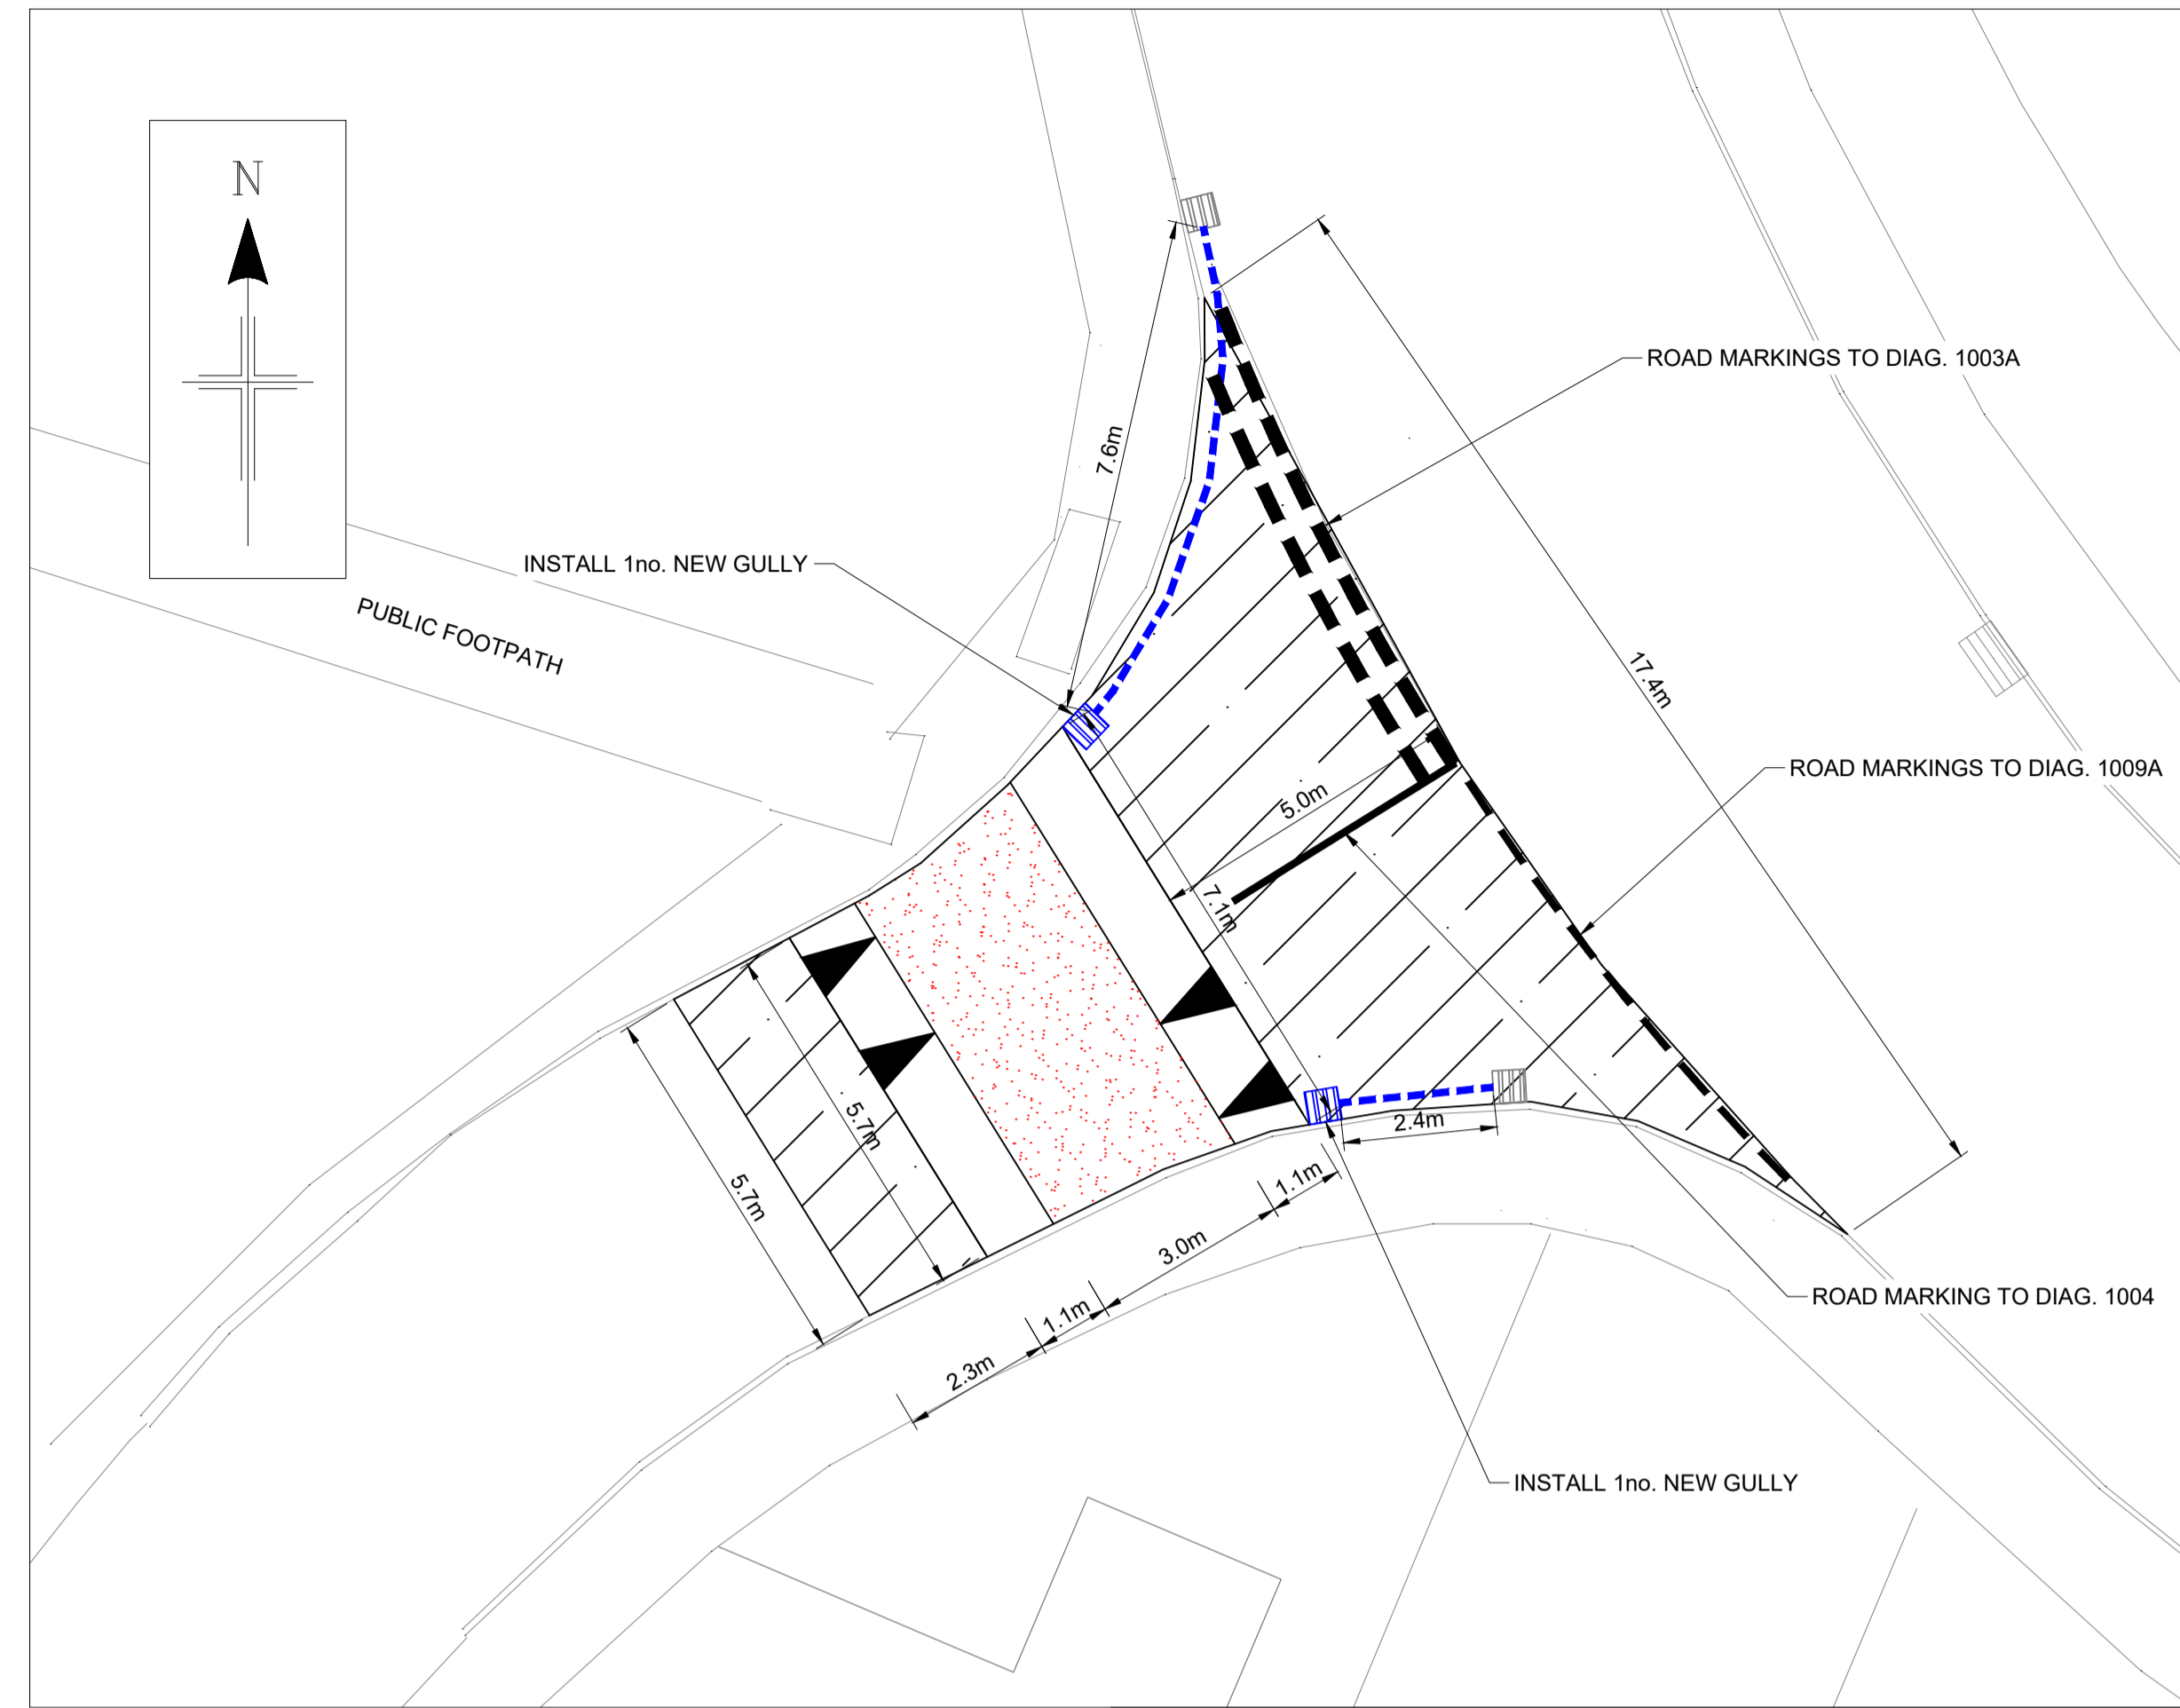 N
ROAD MARKINGS TO DIAG. 1003A
7.6m
INSTALL 1no. NEW GULLY
PUBLIC FOOTPATH
17.4m
ROAD MARKINGS TO DIAG. 1009A
5.0m
7.1m
5.7m
2.4m
5.7m
1.1m
3.0m
ROAD MARKING TO DIAG. 1004
1.1m
2.3m
INSTALL 1no. NEW GULLY